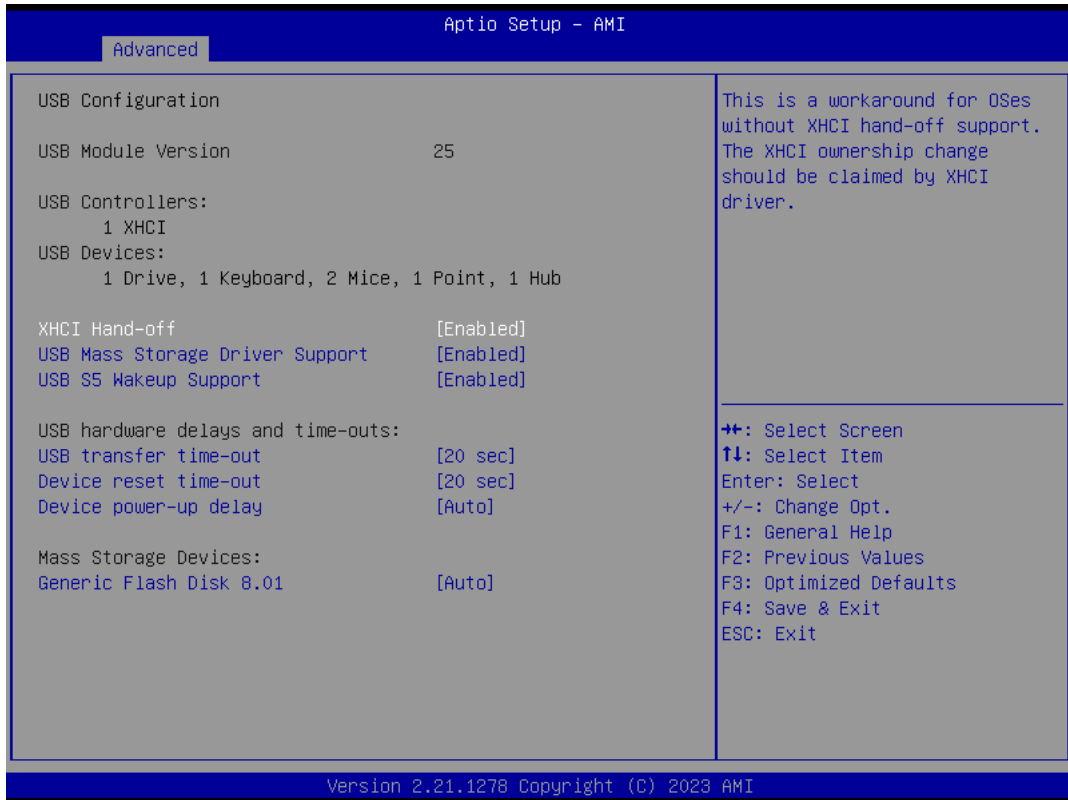 Aptio Setup - AMI
Advanced
USB Configuration
USB Module Version 25
USB Controllers:
1 XHCI
USB Devices:
1 Drive, 1 Keyboard, 2 Mice, 1 Point, 1 Hub
XHCI Hand-off [Enabled]
USB Mass Storage Driver Support [Enabled]
USB S5 Wakeup Support [Enabled]
USB hardware delays and time-outs:
USB transfer time-out [20 sec]
Device reset time-out [20 sec]
Device power-up delay [Auto]
Mass Storage Devices:
Generic Flash Disk 8.01 [Auto]
This is a workaround for OSes
without XHCI hand-off support.
The XHCI ownership change
should be claimed by XHCI
driver.
→←: Select Screen
↑↓: Select Item
Enter: Select
+/-: Change Opt.
F1: General Help
F2: Previous Values
F3: Optimized Defaults
F4: Save & Exit
ESC: Exit
Version 2.21.1278 Copyright (C) 2023 AMI